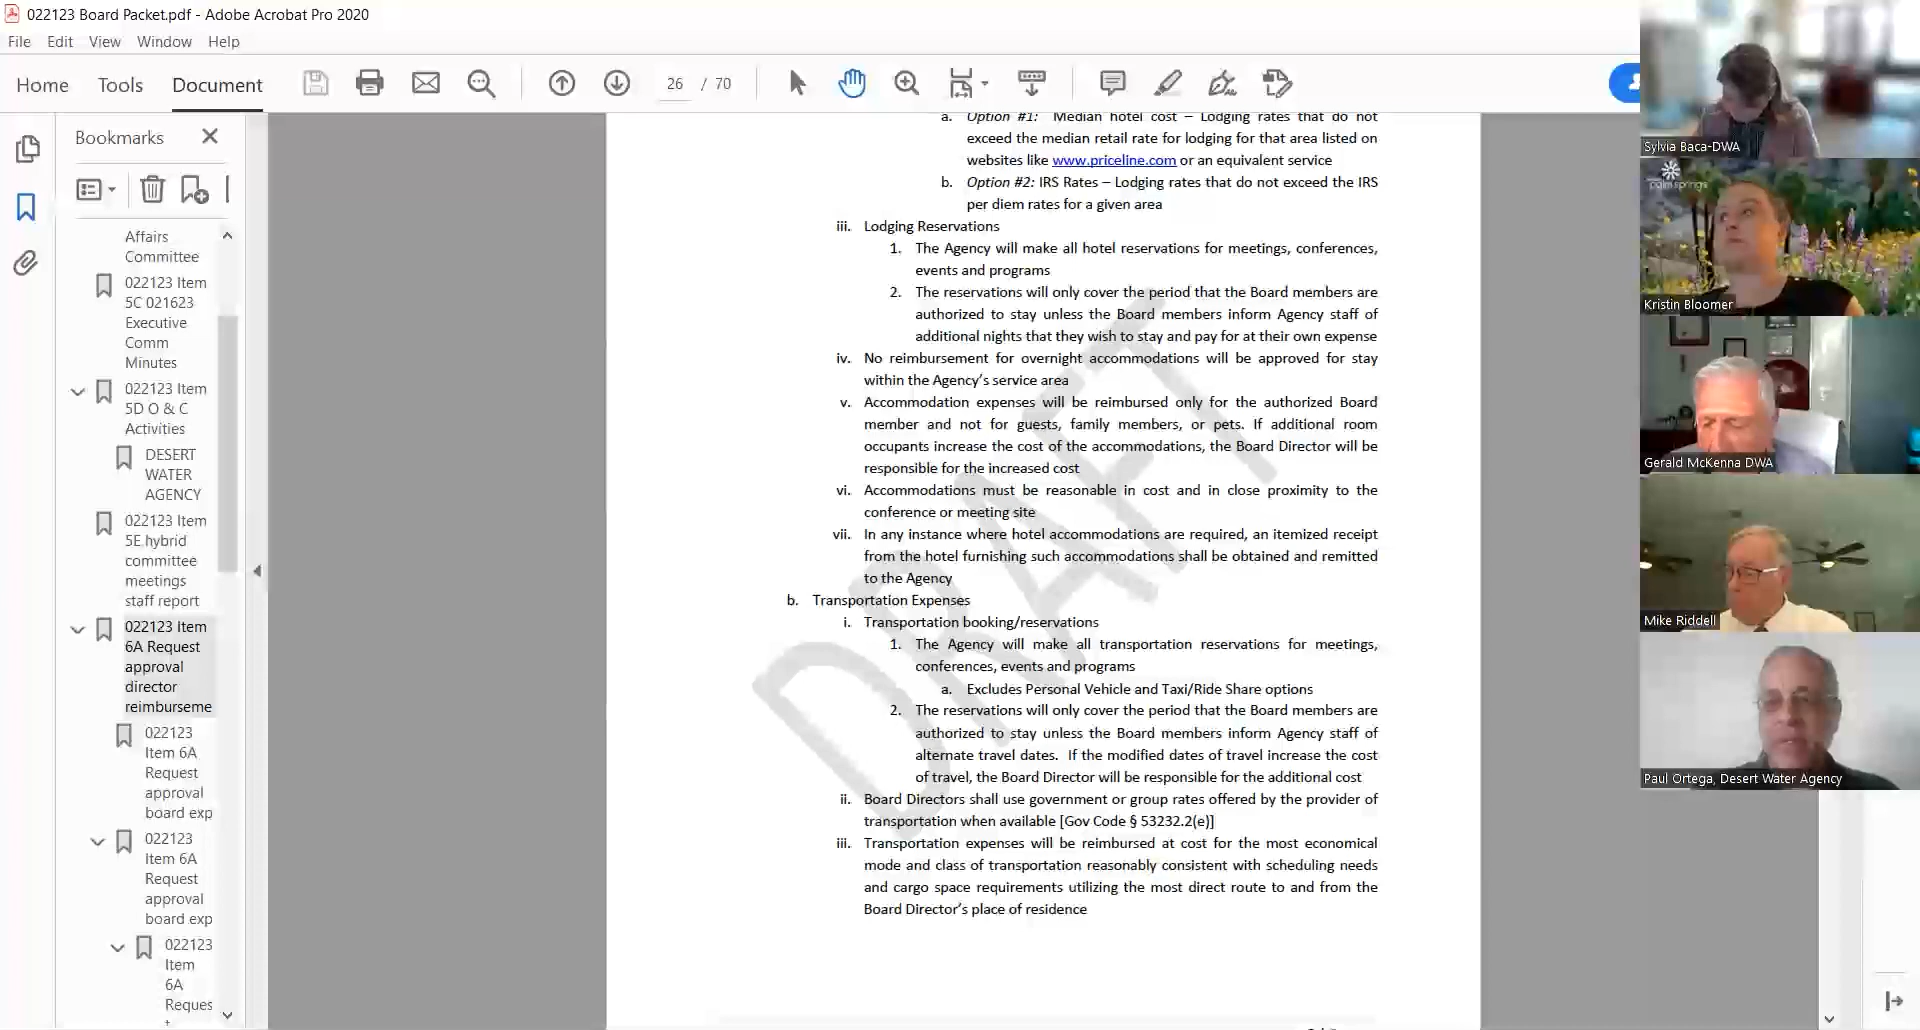 022123 Board Packet.pdf - Adobe Acrobat Pro 2020
File Edit View Window Help
Home Tools Document 26 / 70
Bookmarks
Affairs
Committee
022123 Item
5C 021623
Executive
Comm
Minutes
022123 Item
5D O & C
Activities
DESERT
WATER
AGENCY
022123 Item
5E hybrid
committee
meetings
staff report
022123 Item
6A Request
approval
director
reimburseme
022123
Item 6A
Request
approval
board exp
022123
Item 6A
Request
approval
board exp
022123
Item
6A
Reques
t
a. Option #1: Median hotel cost – Lodging rates that do not
exceed the median retail rate for lodging for that area listed on
websites like www.priceline.com or an equivalent service
b. Option #2: IRS Rates – Lodging rates that do not exceed the IRS
per diem rates for a given area
iii. Lodging Reservations
1. The Agency will make all hotel reservations for meetings, conferences,
events and programs
2. The reservations will only cover the period that the Board members are
authorized to stay unless the Board members inform Agency staff of
additional nights that they wish to stay and pay for at their own expense
iv. No reimbursement for overnight accommodations will be approved for stay
within the Agency's service area
v. Accommodation expenses will be reimbursed only for the authorized Board
member and not for guests, family members, or pets. If additional room
occupants increase the cost of the accommodations, the Board Director will be
responsible for the increased cost
vi. Accommodations must be reasonable in cost and in close proximity to the
conference or meeting site
vii. In any instance where hotel accommodations are required, an itemized receipt
from the hotel furnishing such accommodations shall be obtained and remitted
to the Agency
b. Transportation Expenses
i. Transportation booking/reservations
1. The Agency will make all transportation reservations for meetings,
conferences, events and programs
a. Excludes Personal Vehicle and Taxi/Ride Share options
2. The reservations will only cover the period that the Board members are
authorized to stay unless the Board members inform Agency staff of
alternate travel dates. If the modified dates of travel increase the cost
of travel, the Board Director will be responsible for the additional cost
ii. Board Directors shall use government or group rates offered by the provider of
transportation when available [Gov Code § 53232.2(e)]
iii. Transportation expenses will be reimbursed at cost for the most economical
mode and class of transportation reasonably consistent with scheduling needs
and cargo space requirements utilizing the most direct route to and from the
Board Director's place of residence
DRAFT
Sylvia Baca-DWA
palm springs
Kristin Bloomer
Gerald McKenna DWA
Mike Riddell
Paul Ortega, Desert Water Agency